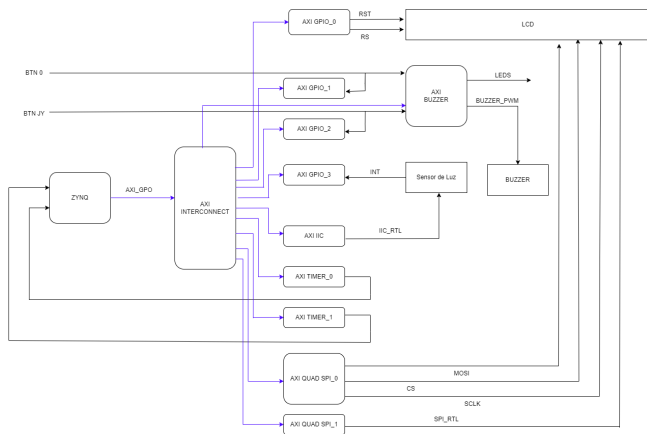 RST
AXI GPIO_0
LCD
RS
BTN 0
AXI
BUZZER
LEDS
AXI GPIO_1
BUZZER_PWM
BTN JY
AXI GPIO_2
AXI GPIO_3
INT
Sensor de Luz
BUZZER
ZYNQ
AXI_GPO
AXI
INTERCONNECT
AXI IIC
IIC_RTL
AXI TIMER_0
AXI TIMER_1
AXI QUAD SPI_0
MOSI
CS
SCLK
AXI QUAD SPI_1
SPI_RTL